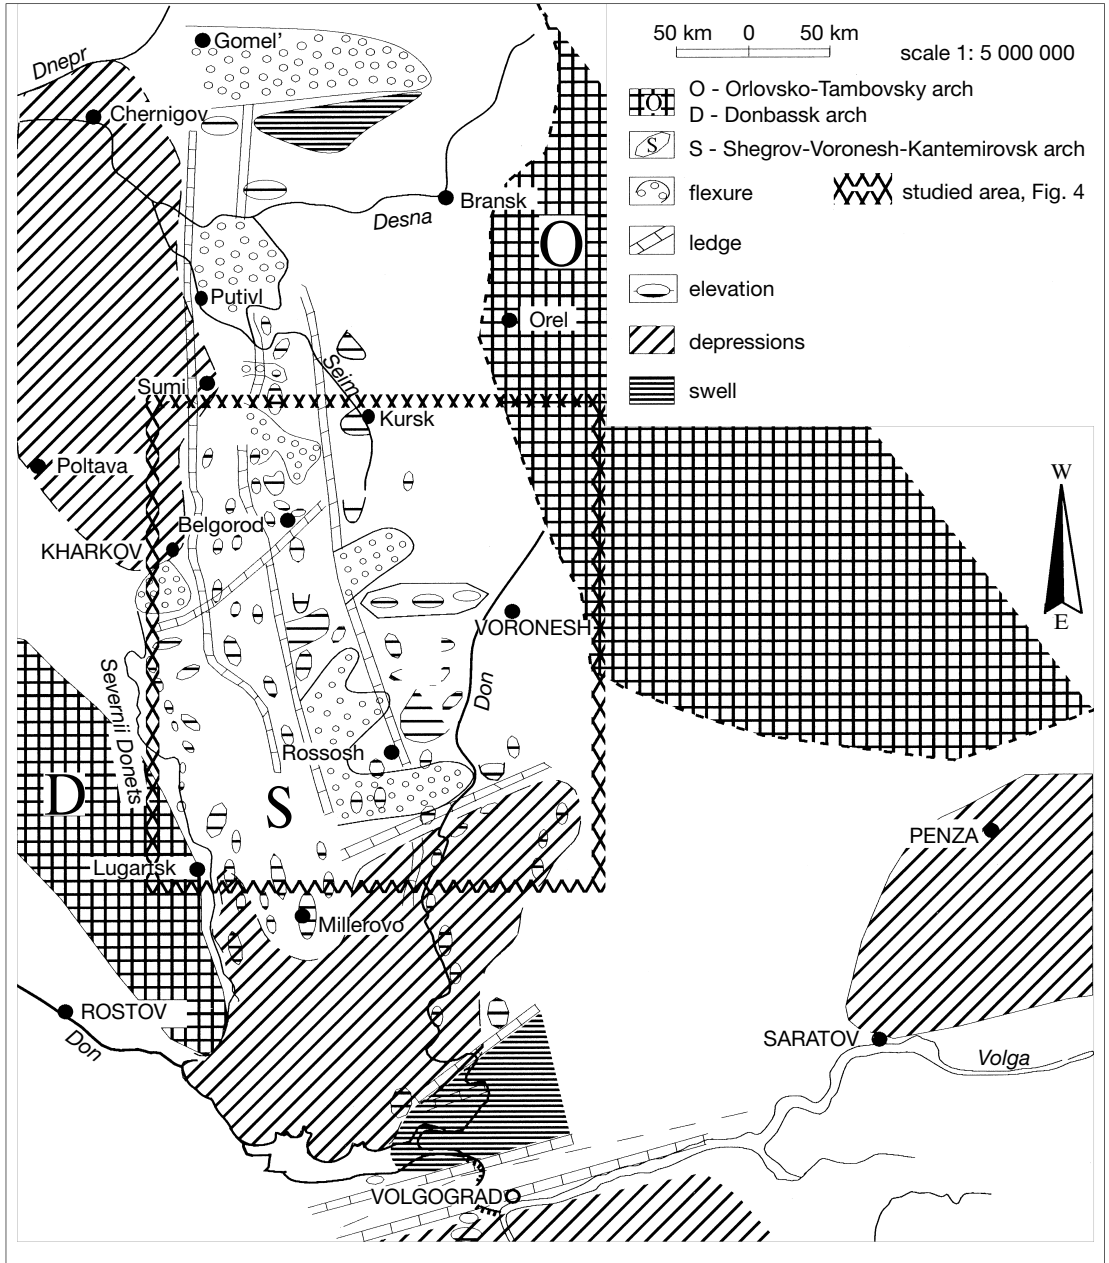 50 km 0 50 km
scale 1: 5 000 000
O
O - Orlovsko-Tambovsky arch
D - Donbassk arch
S
S - Shegrov-Voronesh-Kantemirovsk arch
flexure
studied area, Fig. 4
ledge
elevation
depressions
swell
Gomel'
Dnepr
Chernigov
Bransk
Desna
O
Putivl
Orel
Seim
Sumi
Kursk
Poltava
W
E
Belgorod
KHARKOV
VORONESH
Severnii Donets
Don
Rossosh
D
S
PENZA
Lugansk
Millerovo
ROSTOV
Don
SARATOV
Volga
VOLGOGRAD